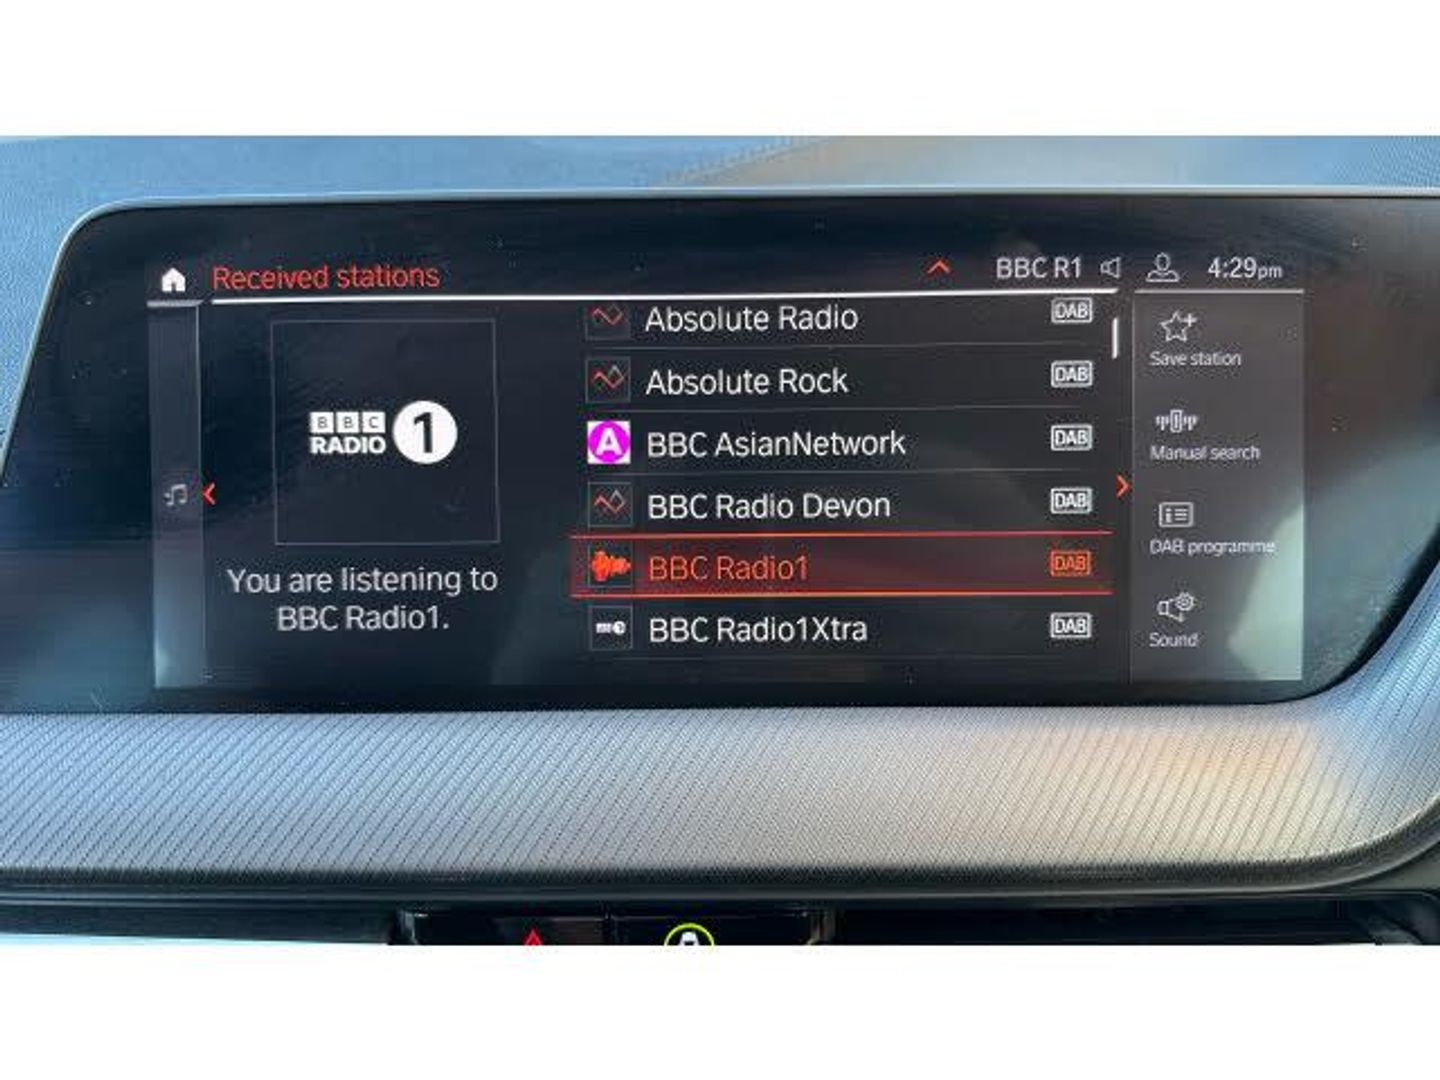 Received stations
BBC R1
4:29pm
BBC
RADIO 1
You are listening to
BBC Radio1.
Absolute Radio DAB
Absolute Rock DAB
A BBC AsianNetwork DAB
BBC Radio Devon DAB
BBC Radio1 DAB
BBC Radio1Xtra DAB
Save station
Manual search
DAB programme
Sound